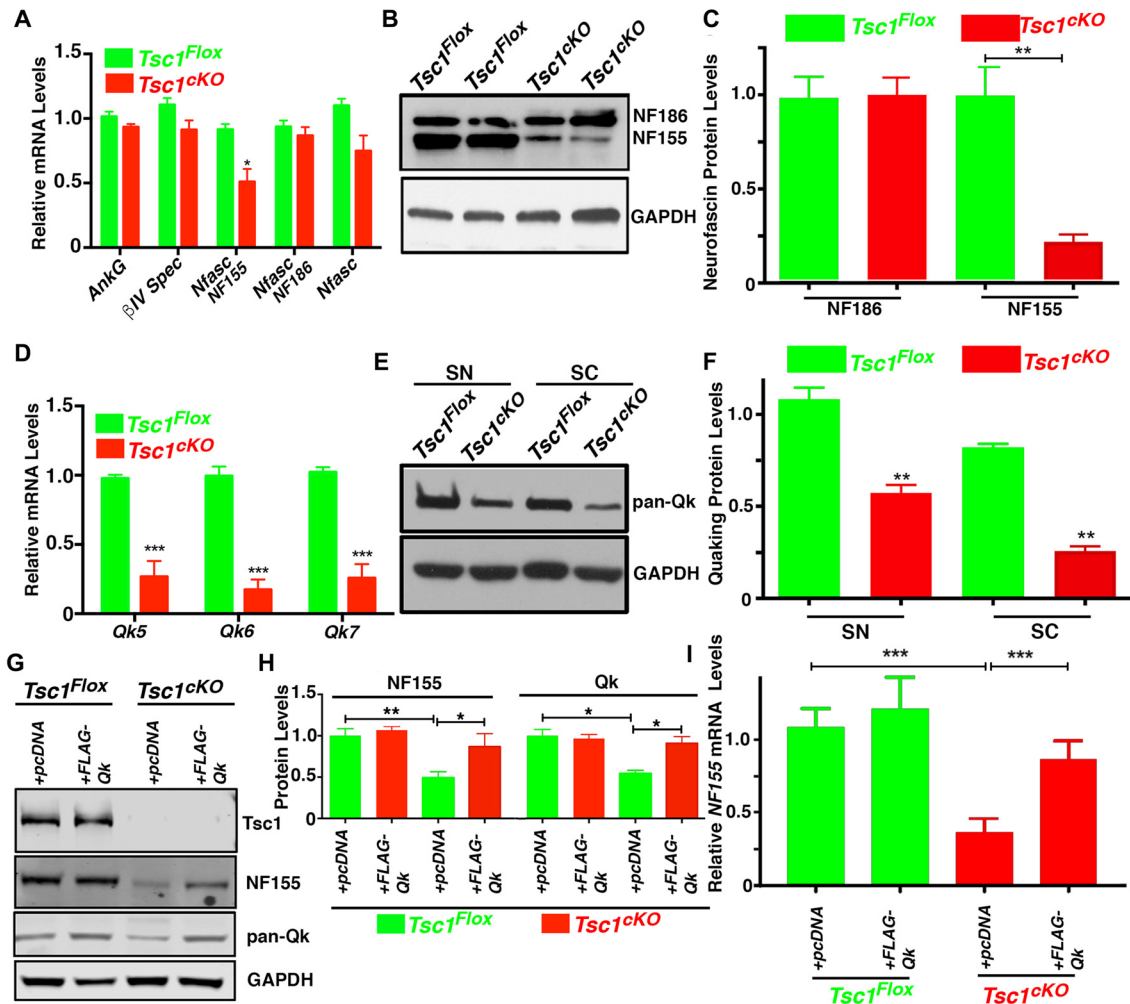 A
Relative mRNA Levels
1.5
1.0
0.5
0
Tsc1Flox
Tsc1cKO
*
AnkG
βIV Spec
Nfasc NF155
Nfasc NF186
Nfasc
B
Tsc1Flox
Tsc1Flox
Tsc1cKO
Tsc1cKO
NF186
NF155
GAPDH
C
Tsc1Flox
Tsc1cKO
**
Neurofascin Protein Levels
1.0
0.5
0
NF186
NF155
D
Relative mRNA Levels
1.5
1.0
0.5
0
Tsc1Flox
Tsc1cKO
***
***
***
Qk5
Qk6
Qk7
E
SN
SC
Tsc1Flox
Tsc1cKO
Tsc1Flox
Tsc1cKO
pan-Qk
GAPDH
F
Tsc1Flox
Tsc1cKO
Quaking Protein Levels
1.0
0.5
0
**
**
SN
SC
G
Tsc1Flox
Tsc1cKO
+pcDNA
+FLAG-
Qk
+pcDNA
+FLAG-
Qk
Tsc1
NF155
pan-Qk
GAPDH
H
NF155
Qk
Protein Levels
1.0
0.5
0.0
**
*
*
*
+pcDNA
+FLAG-
Qk
+pcDNA
+FLAG-
Qk
+pcDNA
+FLAG-
Qk
+pcDNA
+FLAG-
Qk
Tsc1Flox
Tsc1cKO
I
Relative NF155 mRNA Levels
1.0
0.5
0
***
***
+pcDNA
+FLAG-
Qk
+pcDNA
+FLAG-
Qk
Tsc1Flox
Tsc1cKO